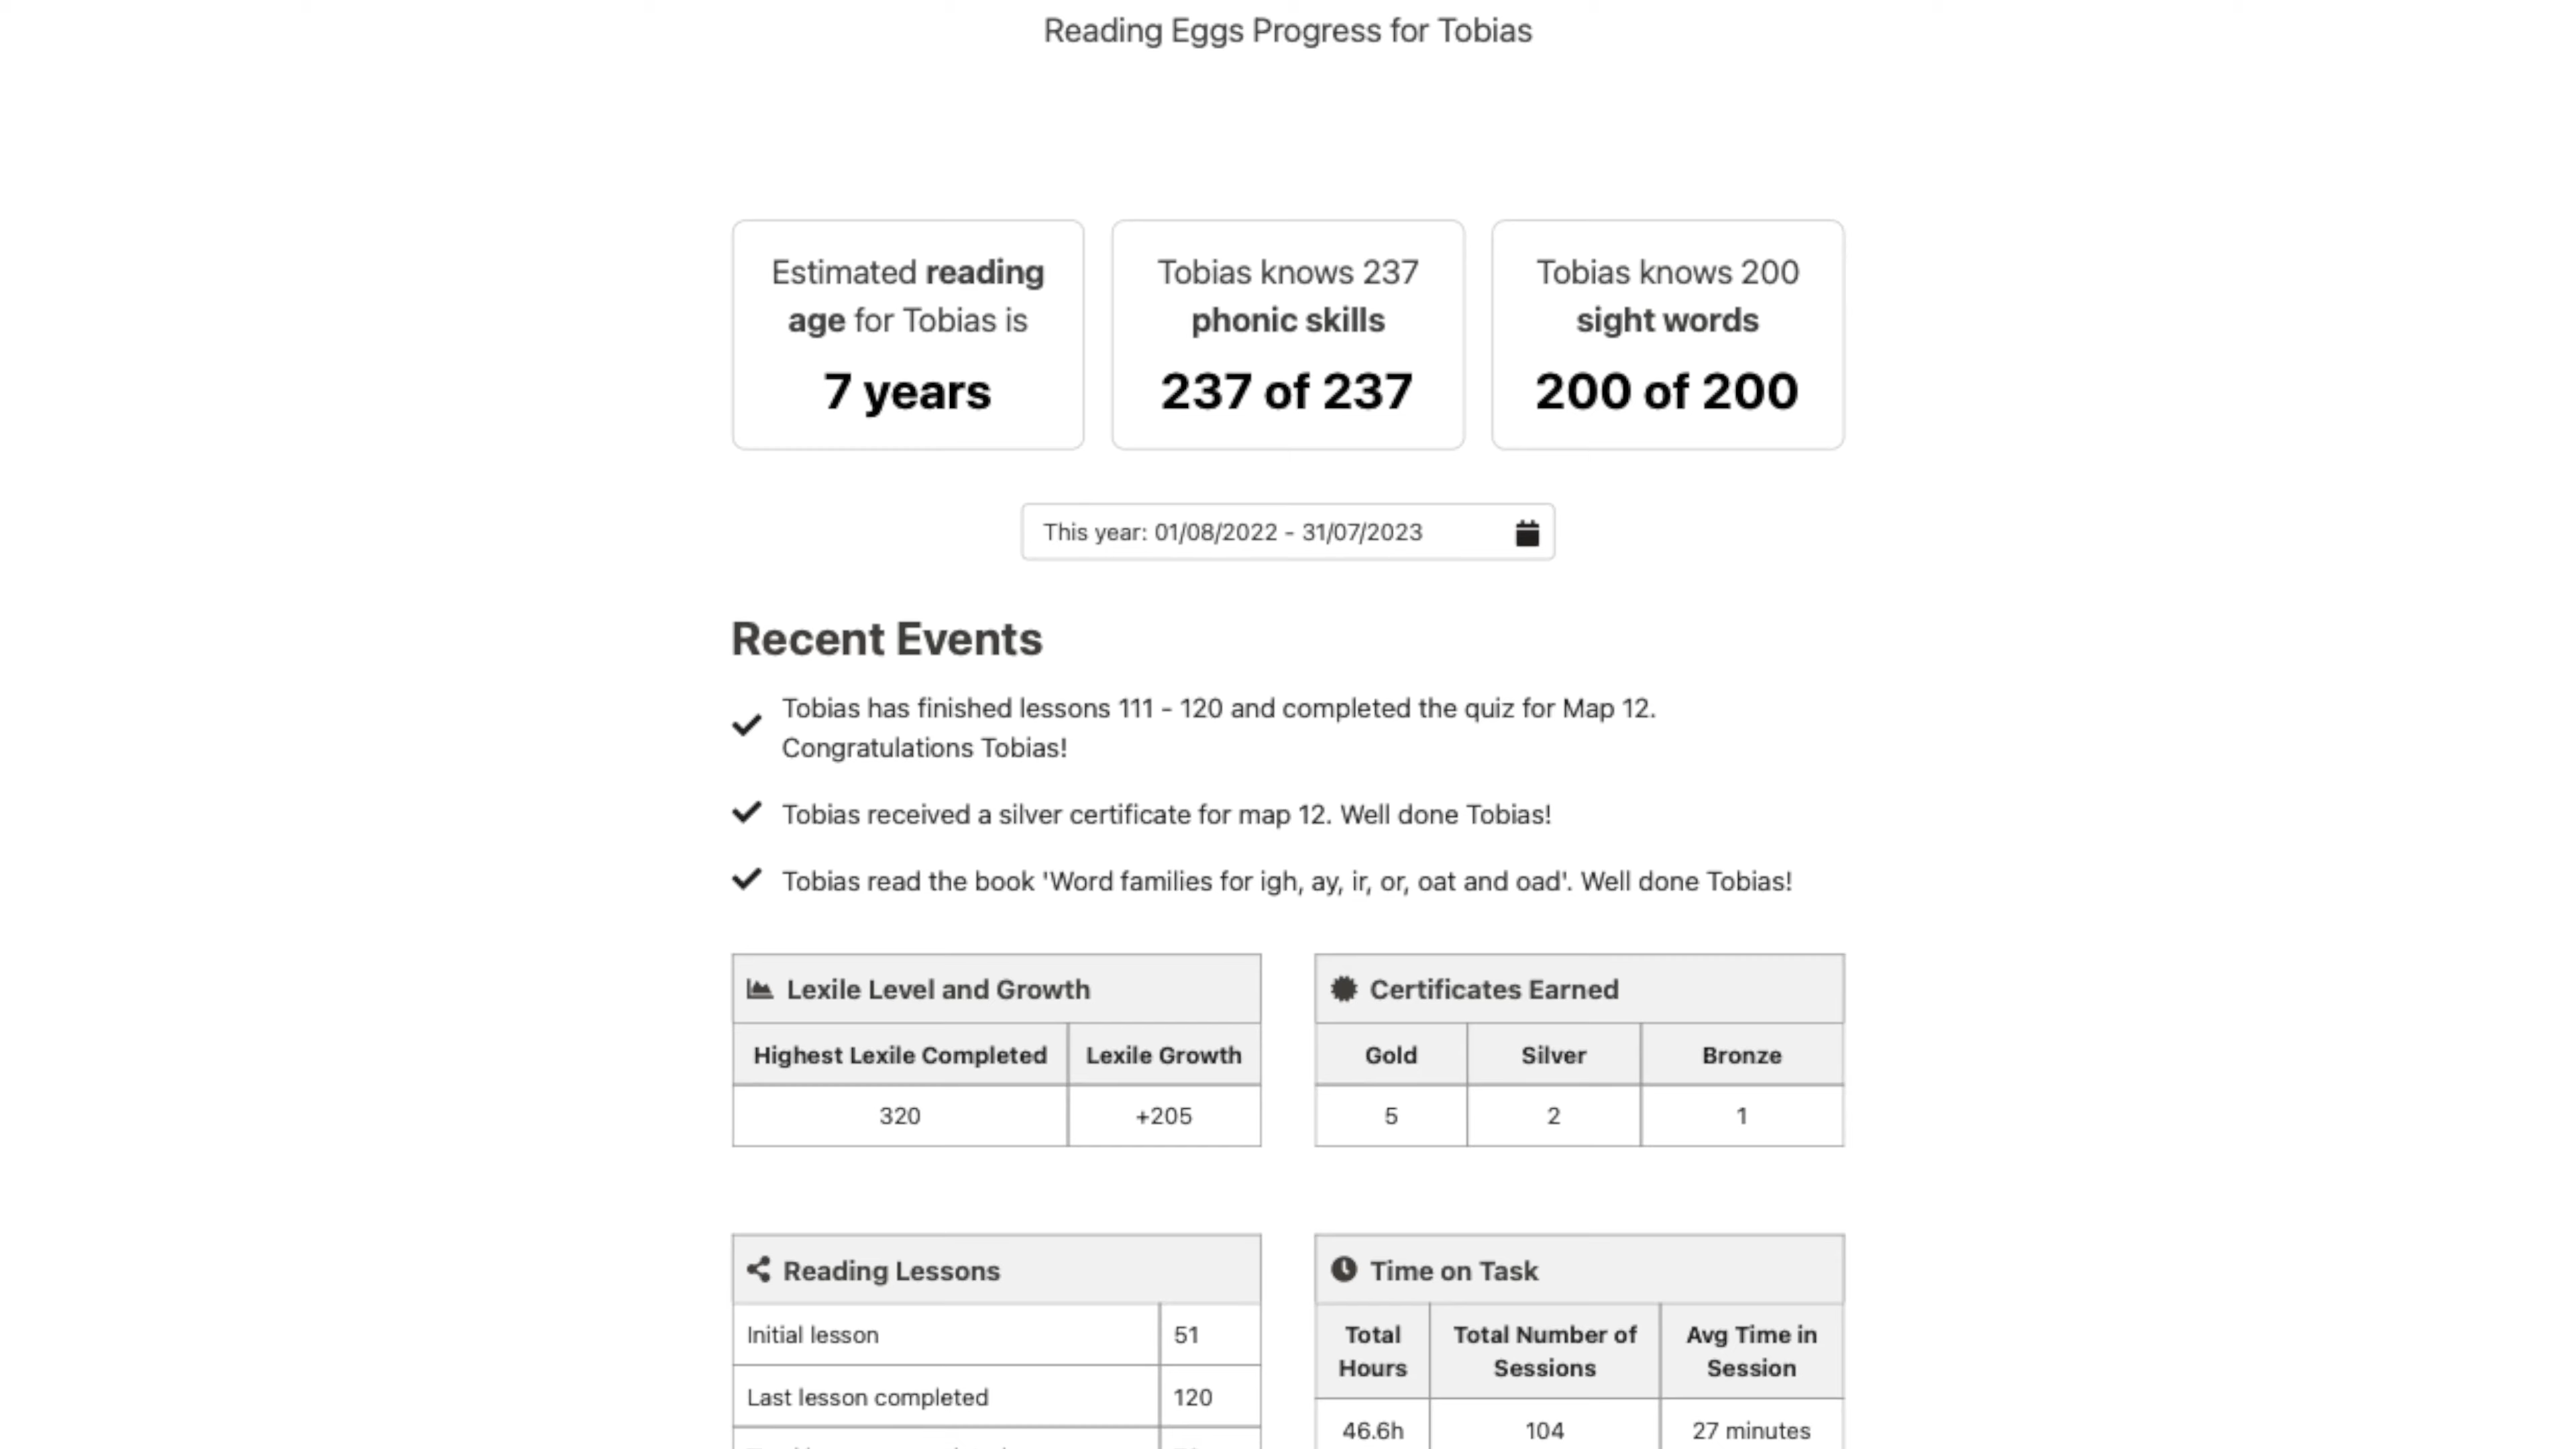 Reading Eggs Progress for Tobias
Estimated reading
age for Tobias is
7 years
Tobias knows 237
phonic skills
237 of 237
Tobias knows 200
sight words
200 of 200
This year: 01/08/2022 - 31/07/2023
Recent Events
Tobias has finished lessons 111 - 120 and completed the quiz for Map 12.
Congratulations Tobias!
Tobias received a silver certificate for map 12. Well done Tobias!
Tobias read the book 'Word families for igh, ay, ir, or, oat and oad'. Well done Tobias!
Lexile Level and Growth
Highest Lexile Completed Lexile Growth
320 +205
Certificates Earned
Gold Silver Bronze
5 2 1
Reading Lessons
Initial lesson 51
Last lesson completed 120
Time on Task
Total Hours Total Number of Sessions Avg Time in Session
46.6h 104 27 minutes